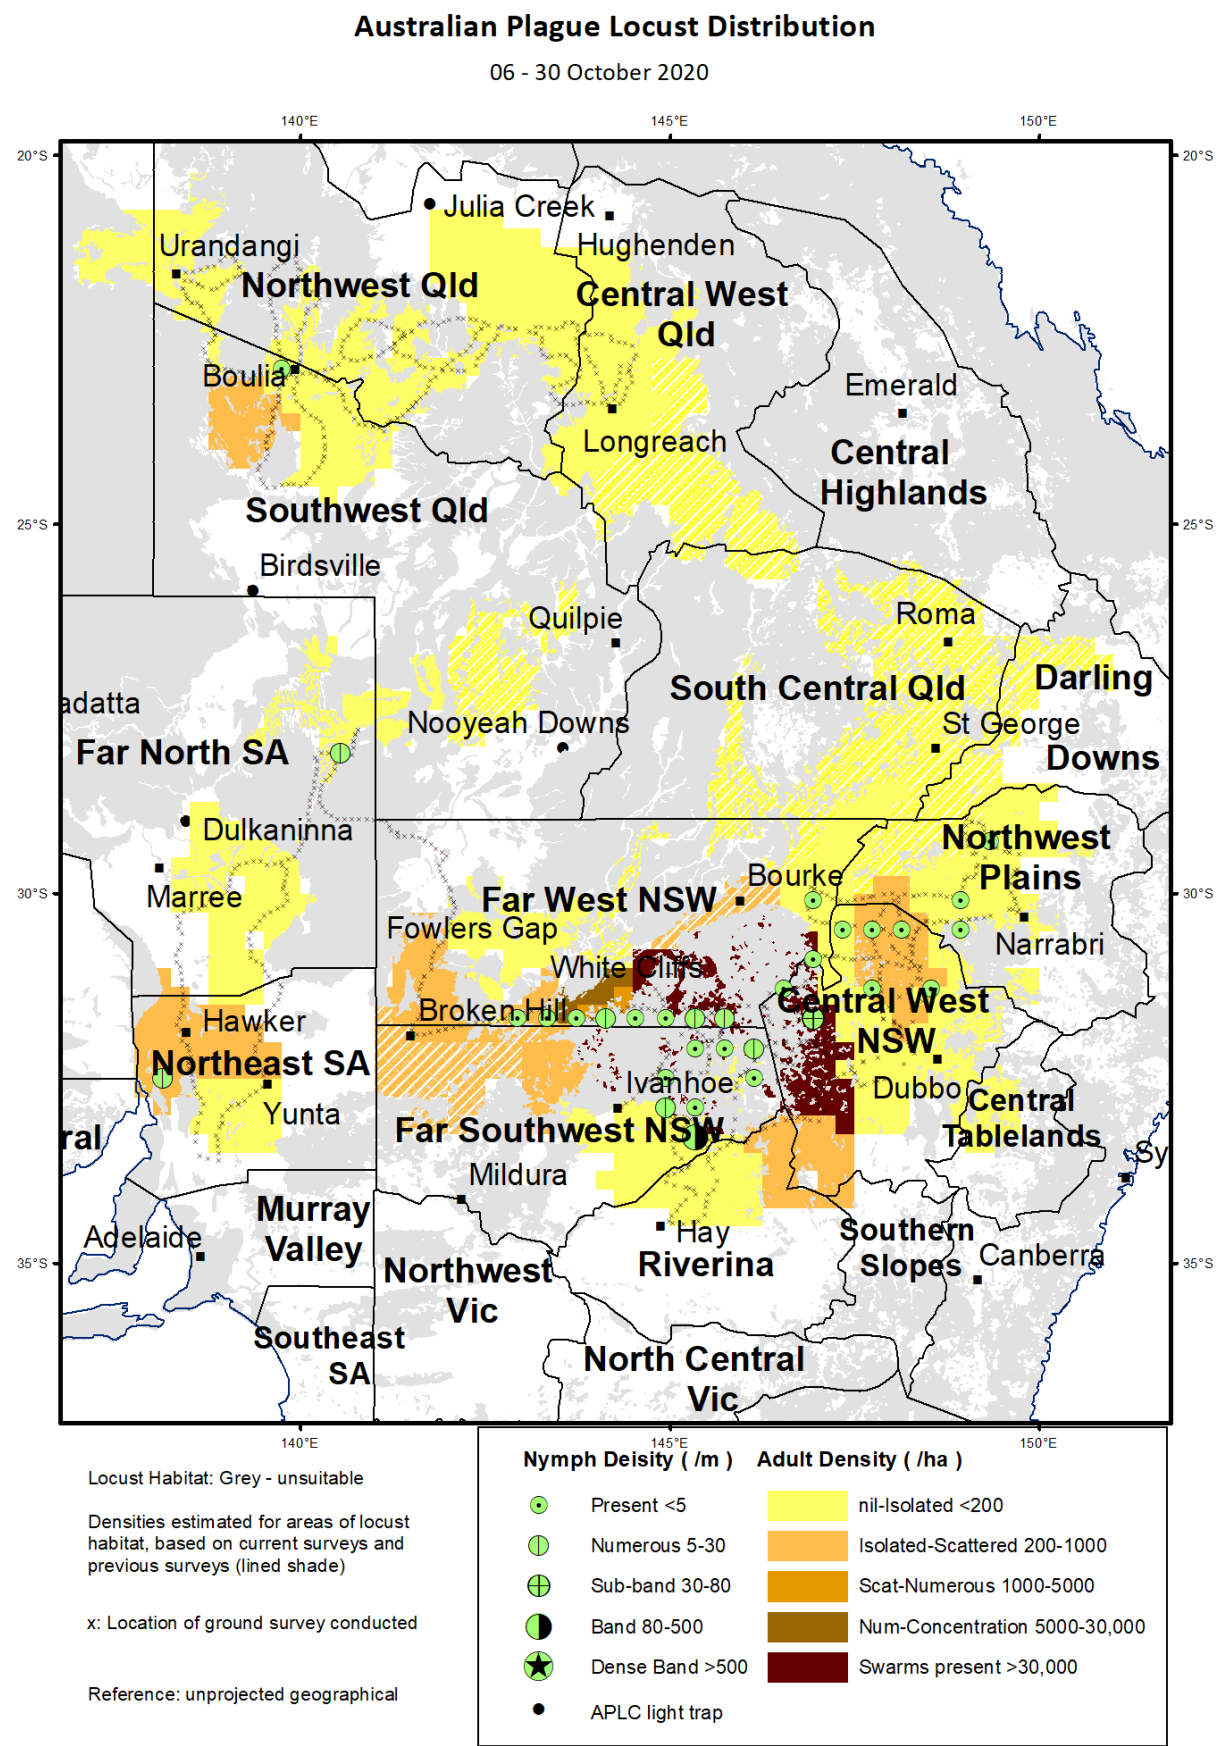 Australian Plague Locust Distribution
06 - 30 October 2020
140°E 145°E 150°E
20°S 20°S
Julia Creek
Hughenden
Urandangi
Northwest Qld
Central West
Qld
Boulia
Emerald
Longreach
Central
Highlands
Southwest Qld
25°S 25°S
Birdsville
Quilpie
Roma
South Central Qld
Darling
adatta
Nooyeah Downs
St George
Far North SA
Downs
Dulkaninna
Northwest
Plains
Bourke
Marree
30°S 30°S
Far West NSW
Fowlers Gap
Narrabri
White Cliffs
Broken Hill
Central West
NSW
Hawker
Northeast SA
Ivanhoe
Dubbo
Yunta
Central
Tablelands
ral
Far Southwest NSW
Sy
Mildura
Murray
Valley
Adelaide
Hay
Riverina
Southern
Slopes
Canberra
35°S 35°S
Northwest
Vic
Southeast
SA
North Central
Vic
140°E 145°E 150°E
Locust Habitat: Grey - unsuitable
Densities estimated for areas of locust
habitat, based on current surveys and
previous surveys (lined shade)
x: Location of ground survey conducted
Reference: unprojected geographical
Nymph Deisity ( /m ) Adult Density ( /ha )
Present <5 nil-Isolated <200
Numerous 5-30 Isolated-Scattered 200-1000
Sub-band 30-80 Scat-Numerous 1000-5000
Band 80-500 Num-Concentration 5000-30,000
Dense Band >500 Swarms present >30,000
APLC light trap